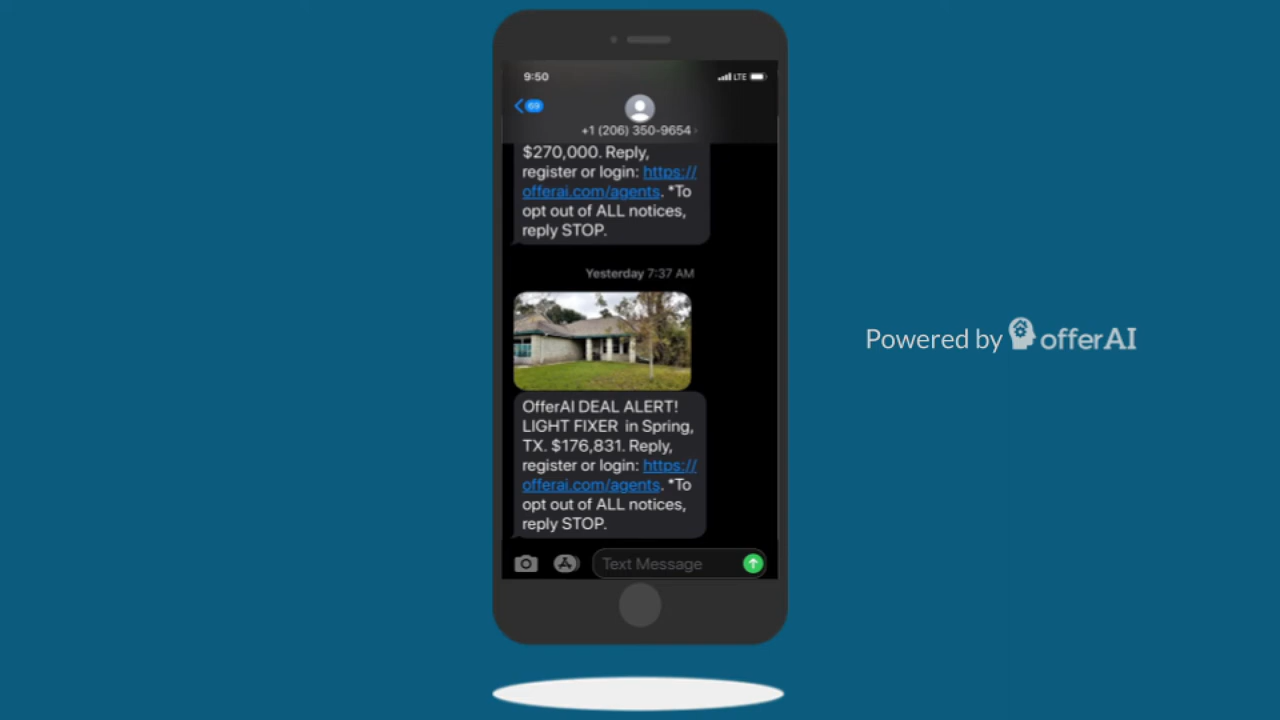 9:50
LTE
69
+1 (206) 350-9654 ›
$270,000. Reply,
register or login: https://
offerai.com/agents. *To
opt out of ALL notices,
reply STOP.
Yesterday 7:37 AM
OfferAI DEAL ALERT!
LIGHT FIXER in Spring,
TX. $176,831. Reply,
register or login: https://
offerai.com/agents. *To
opt out of ALL notices,
reply STOP.
Text Message
Powered by offerAI